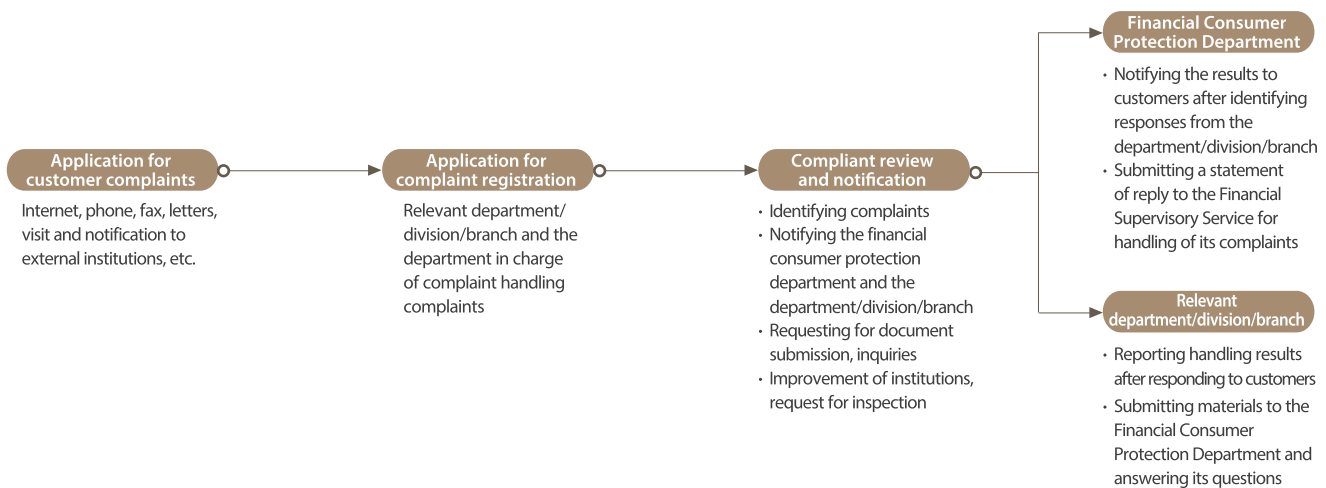 Application for
customer complaints
Internet, phone, fax, letters,
visit and notification to
external institutions, etc.
Application for
complaint registration
Relevant department/
division/branch and the
department in charge
of complaint handling
complaints
Compliant review
and notification
· Identifying complaints
· Notifying the financial
consumer protection
department and the
department/division/branch
· Requesting for document
submission, inquiries
· Improvement of institutions,
request for inspection
Financial Consumer
Protection Department
· Notifying the results to
customers after identifying
responses from the
department/division/branch
· Submitting a statement
of reply to the Financial
Supervisory Service for
handling of its complaints
Relevant
department/division/branch
· Reporting handling results
after responding to customers
· Submitting materials to the
Financial Consumer
Protection Department and
answering its questions